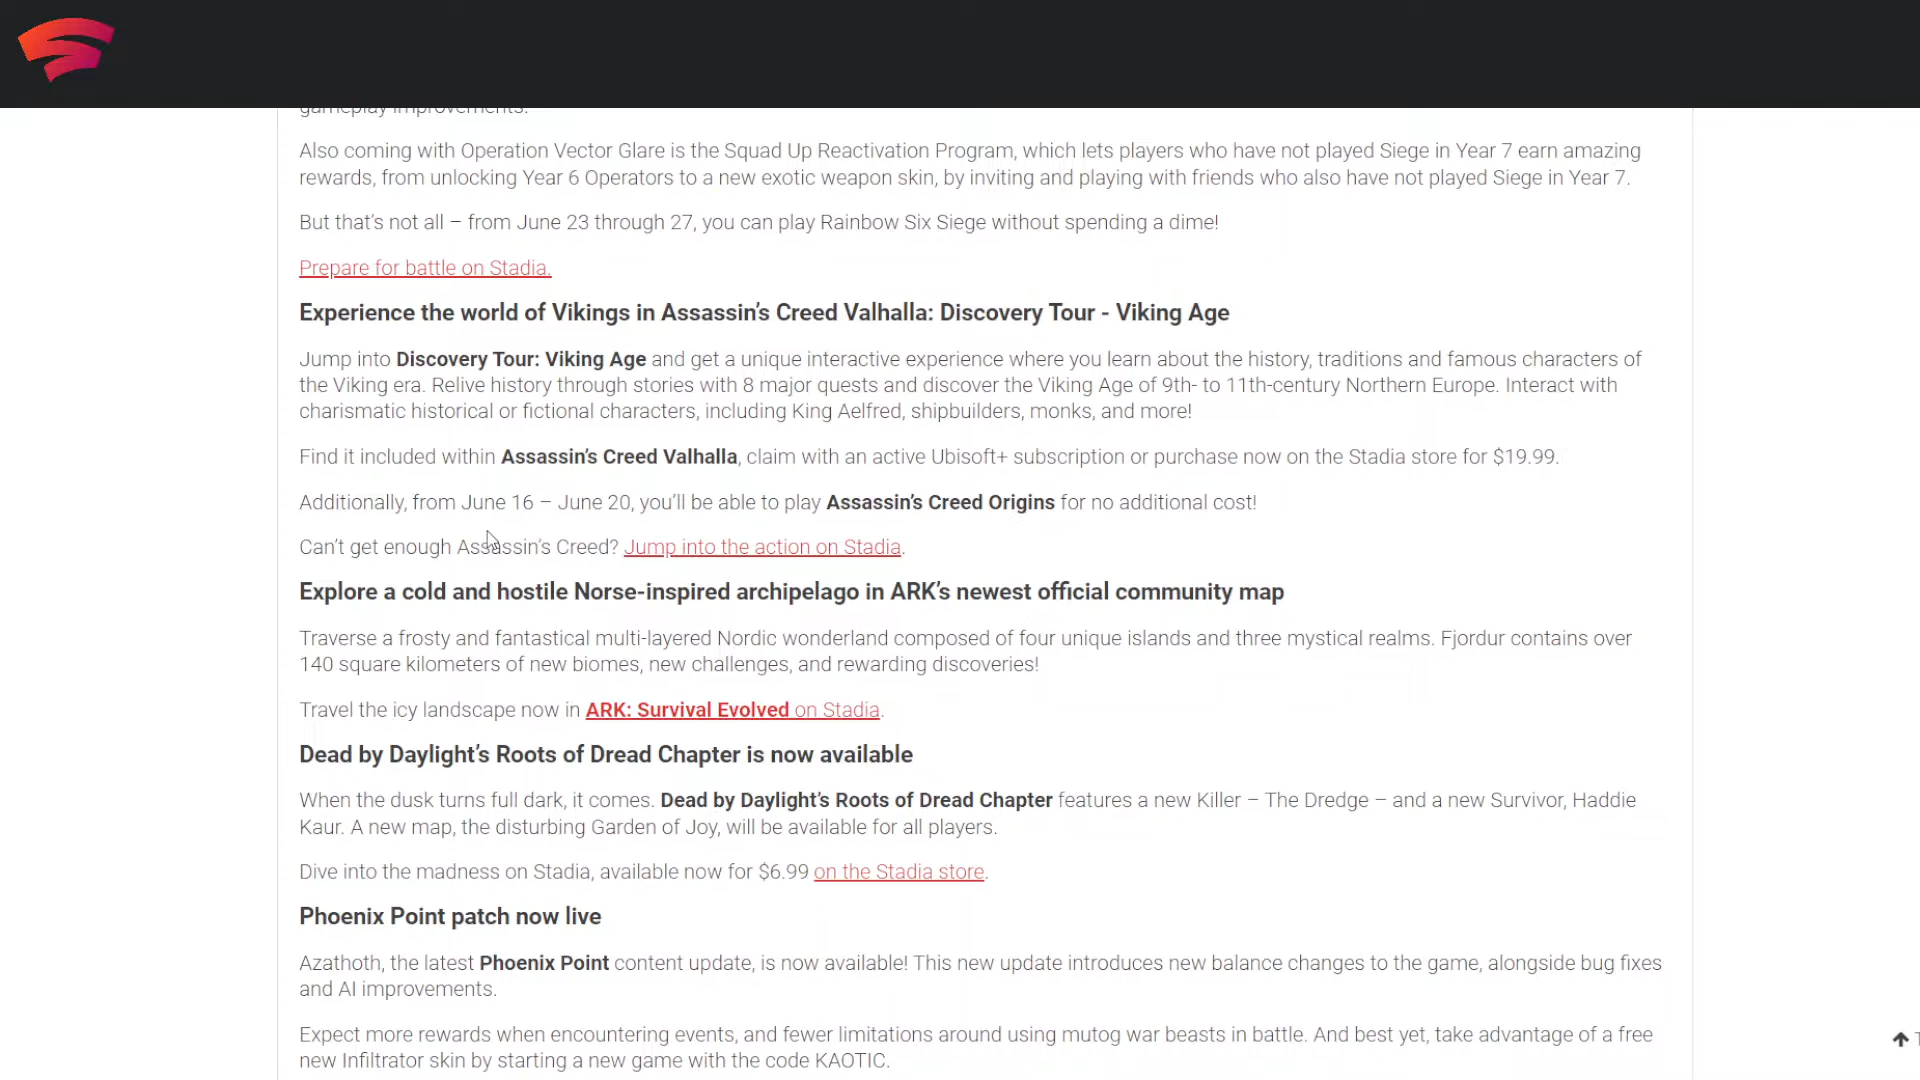 gameplay improvements.
Also coming with Operation Vector Glare is the Squad Up Reactivation Program, which lets players who have not played Siege in Year 7 earn amazing
rewards, from unlocking Year 6 Operators to a new exotic weapon skin, by inviting and playing with friends who also have not played Siege in Year 7.
But that's not all – from June 23 through 27, you can play Rainbow Six Siege without spending a dime!
Prepare for battle on Stadia.
Experience the world of Vikings in Assassin's Creed Valhalla: Discovery Tour - Viking Age
Jump into Discovery Tour: Viking Age and get a unique interactive experience where you learn about the history, traditions and famous characters of
the Viking era. Relive history through stories with 8 major quests and discover the Viking Age of 9th- to 11th-century Northern Europe. Interact with
charismatic historical or fictional characters, including King Aelfred, shipbuilders, monks, and more!
Find it included within Assassin's Creed Valhalla, claim with an active Ubisoft+ subscription or purchase now on the Stadia store for $19.99.
Additionally, from June 16 – June 20, you'll be able to play Assassin's Creed Origins for no additional cost!
Can't get enough Assassin's Creed? Jump into the action on Stadia.
Explore a cold and hostile Norse-inspired archipelago in ARK's newest official community map
Traverse a frosty and fantastical multi-layered Nordic wonderland composed of four unique islands and three mystical realms. Fjordur contains over
140 square kilometers of new biomes, new challenges, and rewarding discoveries!
Travel the icy landscape now in ARK: Survival Evolved on Stadia.
Dead by Daylight's Roots of Dread Chapter is now available
When the dusk turns full dark, it comes. Dead by Daylight's Roots of Dread Chapter features a new Killer – The Dredge – and a new Survivor, Haddie
Kaur. A new map, the disturbing Garden of Joy, will be available for all players.
Dive into the madness on Stadia, available now for $6.99 on the Stadia store.
Phoenix Point patch now live
Azathoth, the latest Phoenix Point content update, is now available! This new update introduces new balance changes to the game, alongside bug fixes
and AI improvements.
Expect more rewards when encountering events, and fewer limitations around using mutog war beasts in battle. And best yet, take advantage of a free
new Infiltrator skin by starting a new game with the code KAOTIC.